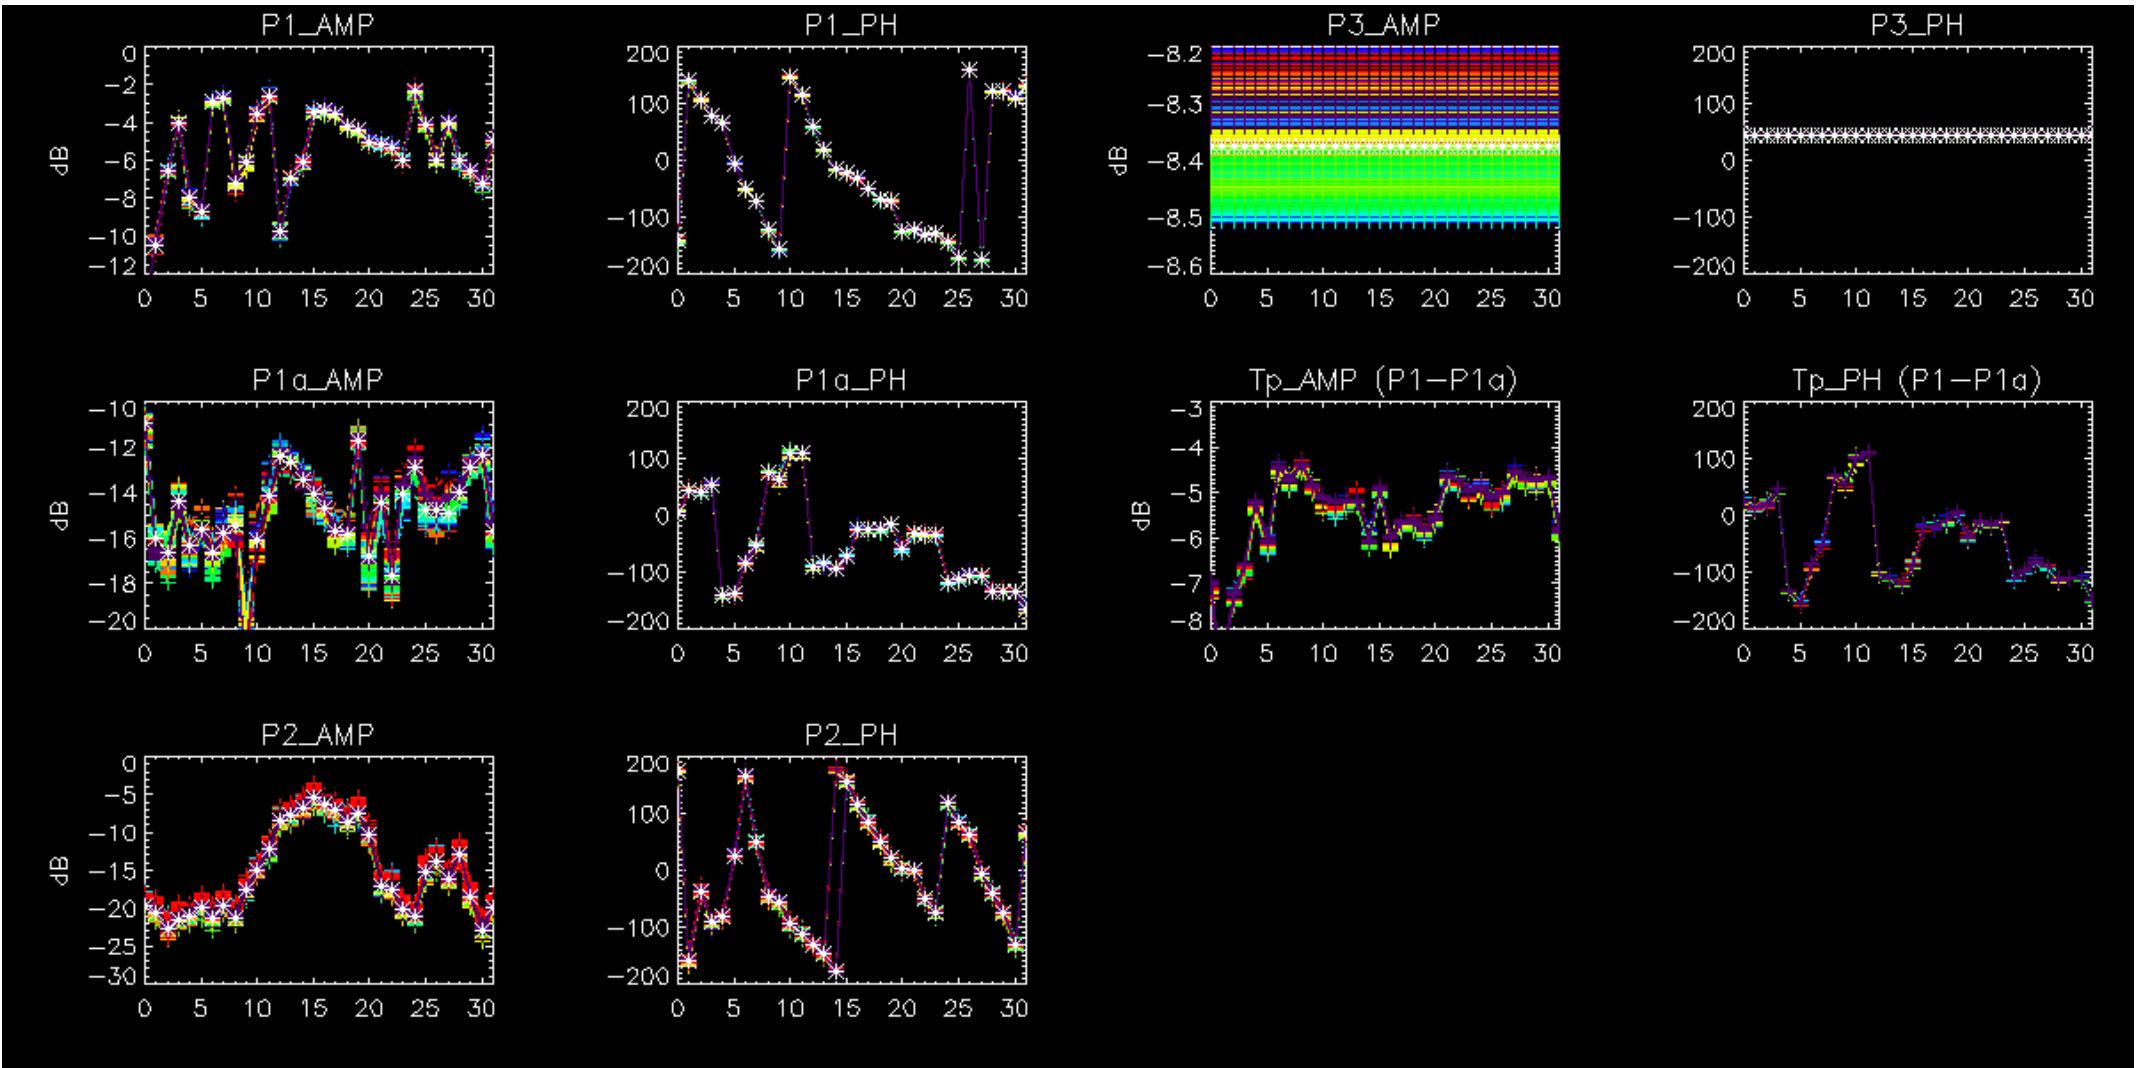 P1_AMP
0
−2
−4
−6
−8
−10
−12
dB
0 5 10 15 20 25 30
P1_PH
200
100
0
−100
−200
0 5 10 15 20 25 30
P3_AMP
−8.2
−8.3
−8.4
−8.5
−8.6
dB
0 5 10 15 20 25 30
P3_PH
200
100
0
−100
−200
0 5 10 15 20 25 30
P1a_AMP
−10
−12
−14
−16
−18
−20
dB
0 5 10 15 20 25 30
P1a_PH
200
100
0
−100
−200
0 5 10 15 20 25 30
Tp_AMP (P1−P1a)
−3
−4
−5
−6
−7
−8
dB
0 5 10 15 20 25 30
Tp_PH (P1−P1a)
200
100
0
−100
−200
0 5 10 15 20 25 30
P2_AMP
0
−5
−10
−15
−20
−25
−30
dB
0 5 10 15 20 25 30
P2_PH
200
100
0
−100
−200
0 5 10 15 20 25 30